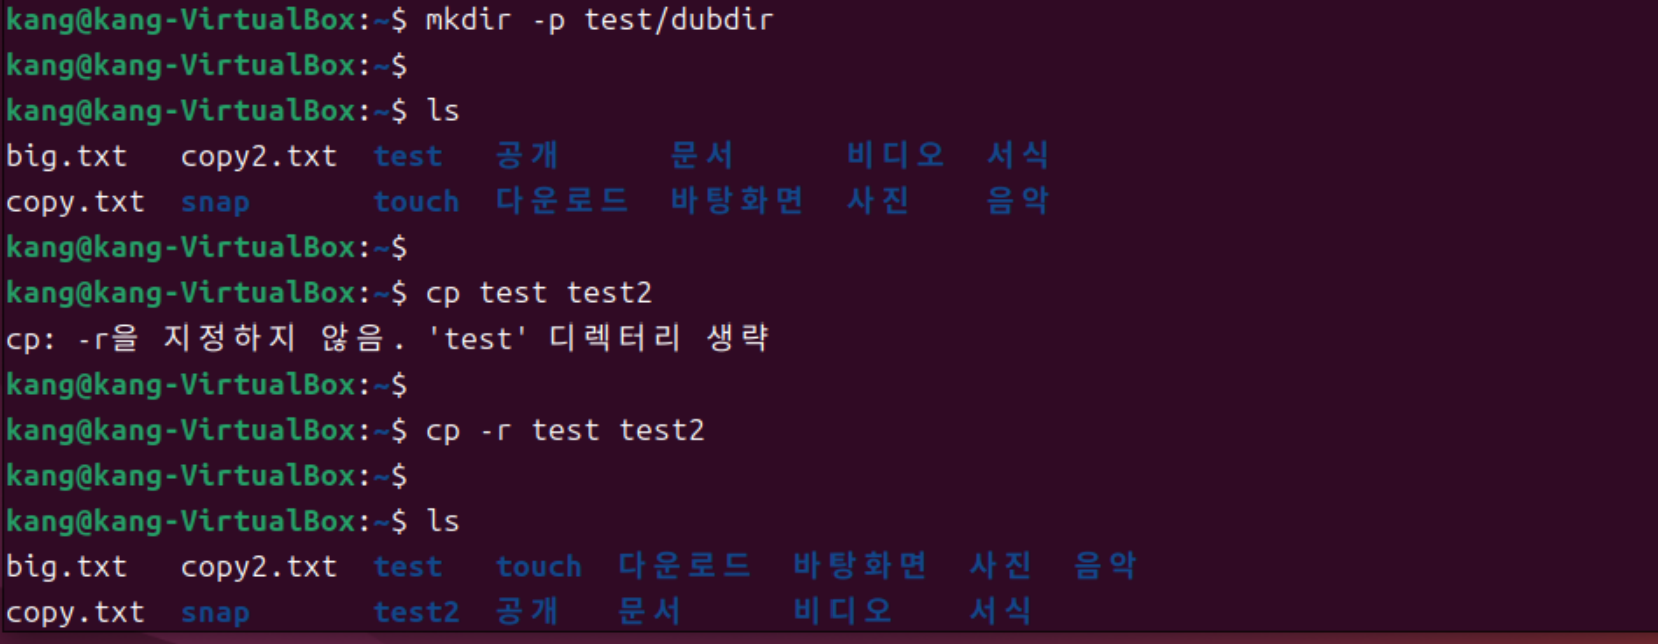 kang@kang-VirtualBox:~$ mkdir -p test/dubdir
kang@kang-VirtualBox:~$
kang@kang-VirtualBox:~$ ls
big.txt copy2.txt test 공개 문서 비디오 서식
copy.txt snap touch 다운로드 바탕화면 사진 음악
kang@kang-VirtualBox:~$
kang@kang-VirtualBox:~$ cp test test2
cp: -r을 지정하지 않음. 'test' 디렉터리 생략
kang@kang-VirtualBox:~$
kang@kang-VirtualBox:~$ cp -r test test2
kang@kang-VirtualBox:~$
kang@kang-VirtualBox:~$ ls
big.txt copy2.txt test touch 다운로드 바탕화면 사진 음악
copy.txt snap test2 공개 문서 비디오 서식